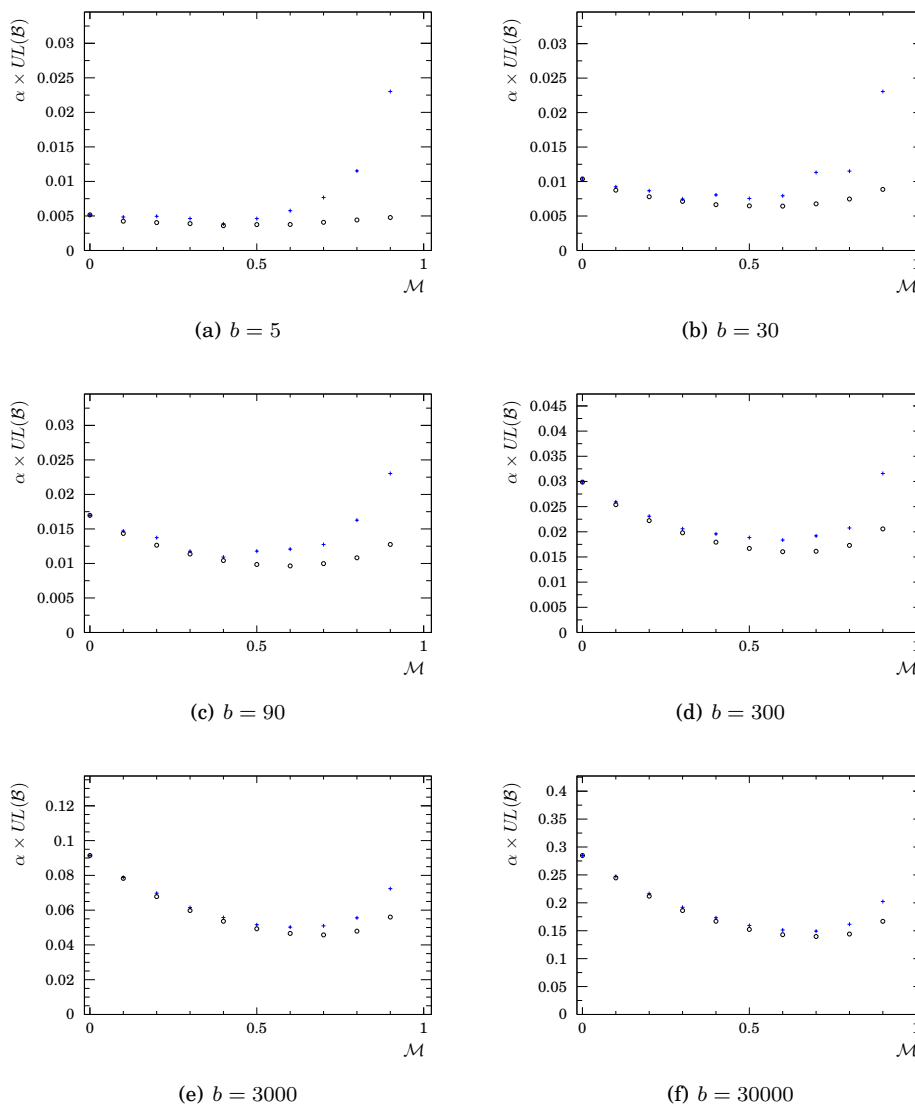 α × UL(B)
0.03
0.025
0.02
0.015
0.01
0.005
0
0 0.5 1
M
(a) b = 5
α × UL(B)
0.03
0.025
0.02
0.015
0.01
0.005
0
0 0.5 1
M
(b) b = 30
α × UL(B)
0.03
0.025
0.02
0.015
0.01
0.005
0
0 0.5 1
M
(c) b = 90
α × UL(B)
0.045
0.04
0.035
0.03
0.025
0.02
0.015
0.01
0.005
0
0 0.5 1
M
(d) b = 300
α × UL(B)
0.12
0.1
0.08
0.06
0.04
0.02
0
0 0.5 1
M
(e) b = 3000
α × UL(B)
0.4
0.35
0.3
0.25
0.2
0.15
0.1
0.05
0
0 0.5 1
M
(f) b = 30000